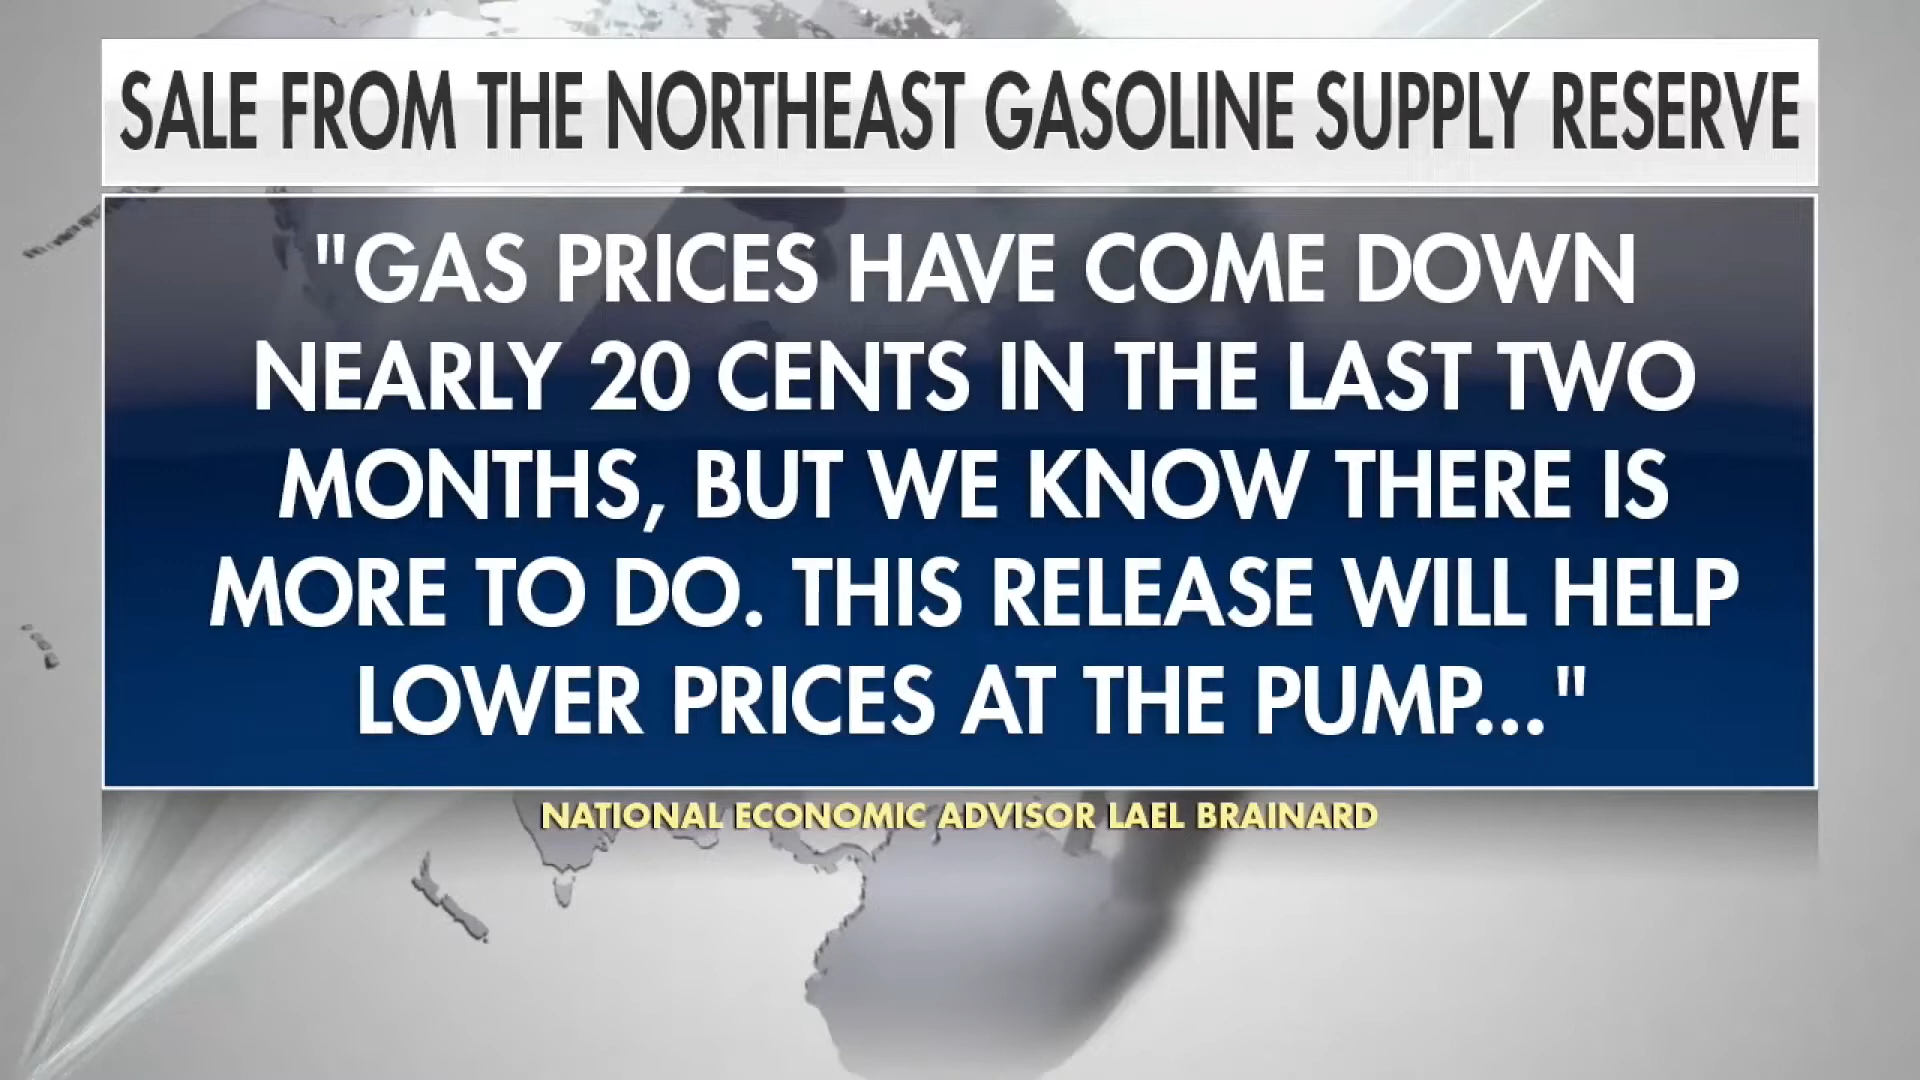 SALE FROM THE NORTHEAST GASOLINE SUPPLY RESERVE
"GAS PRICES HAVE COME DOWN
NEARLY 20 CENTS IN THE LAST TWO
MONTHS, BUT WE KNOW THERE IS
MORE TO DO. THIS RELEASE WILL HELP
LOWER PRICES AT THE PUMP..."
NATIONAL ECONOMIC ADVISOR LAEL BRAINARD